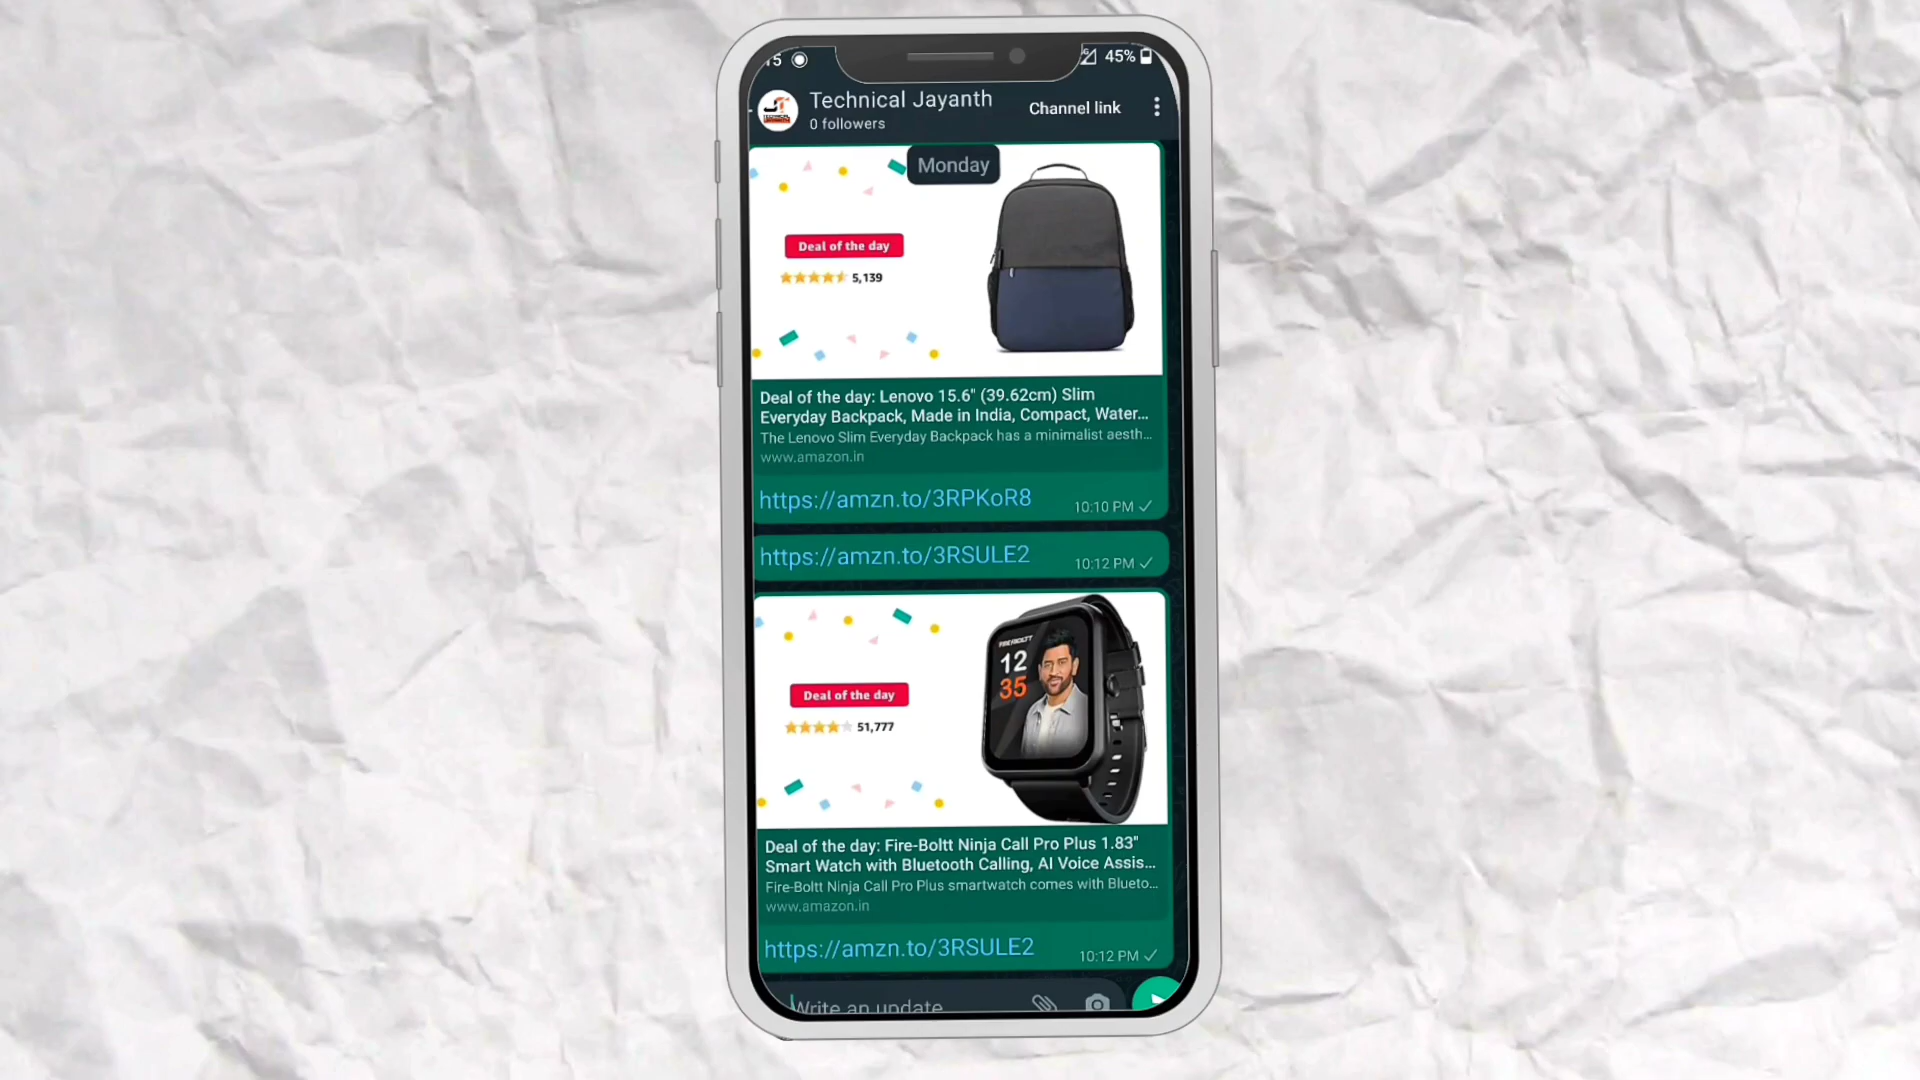 15
45%
Technical Jayanth
Channel link
0 followers
Monday
Deal of the day
5,139
Deal of the day: Lenovo 15.6" (39.62cm) Slim
Everyday Backpack, Made in India, Compact, Water...
The Lenovo Slim Everyday Backpack has a minimalist aesth...
www.amazon.in
https://amzn.to/3RPKoR8
10:10 PM
https://amzn.to/3RSULE2
10:12 PM
FIRE-BOLTT
12
35
Deal of the day
51,777
Deal of the day: Fire-Boltt Ninja Call Pro Plus 1.83"
Smart Watch with Bluetooth Calling, AI Voice Assis...
Fire-Boltt Ninja Call Pro Plus smartwatch comes with Blueto...
www.amazon.in
https://amzn.to/3RSULE2
10:12 PM
Write an update